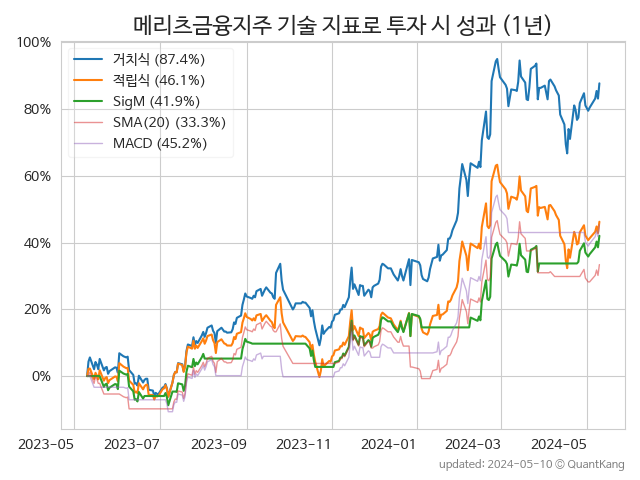 메리츠금융지주 기술 지표로 투자 시 성과 (1년)
100%
80%
60%
40%
20%
0%
거치식 (87.4%)
적립식 (46.1%)
SigM (41.9%)
SMA(20) (33.3%)
MACD (45.2%)
2023-05 2023-07 2023-09 2023-11 2024-01 2024-03 2024-05
updated: 2024-05-10 © QuantKang